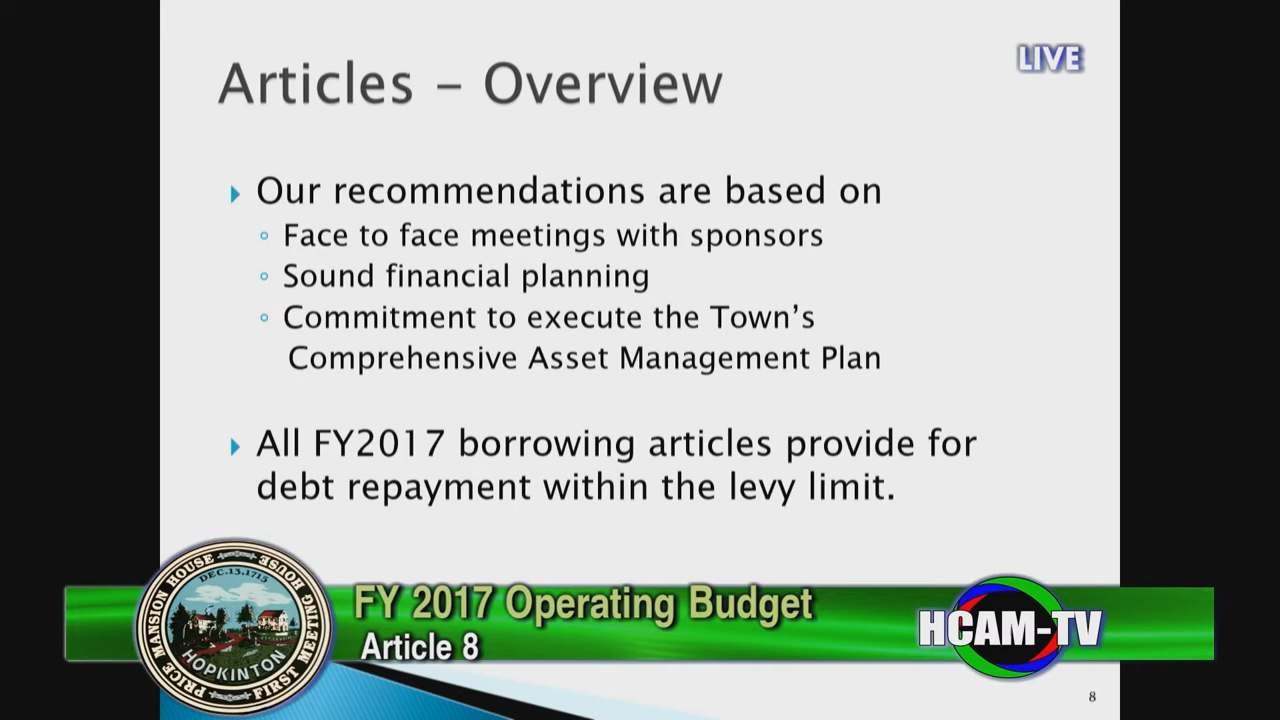 LIVE
Articles – Overview
Our recommendations are based on
Face to face meetings with sponsors
Sound financial planning
Commitment to execute the Town's
Comprehensive Asset Management Plan
All FY2017 borrowing articles provide for
debt repayment within the levy limit.
PRICE MANSION HOUSE
FIRST MEETING HOUSE
DEC.13.1715
HOPKINTON
FY 2017 Operating Budget
Article 8
HCAM-TV
8